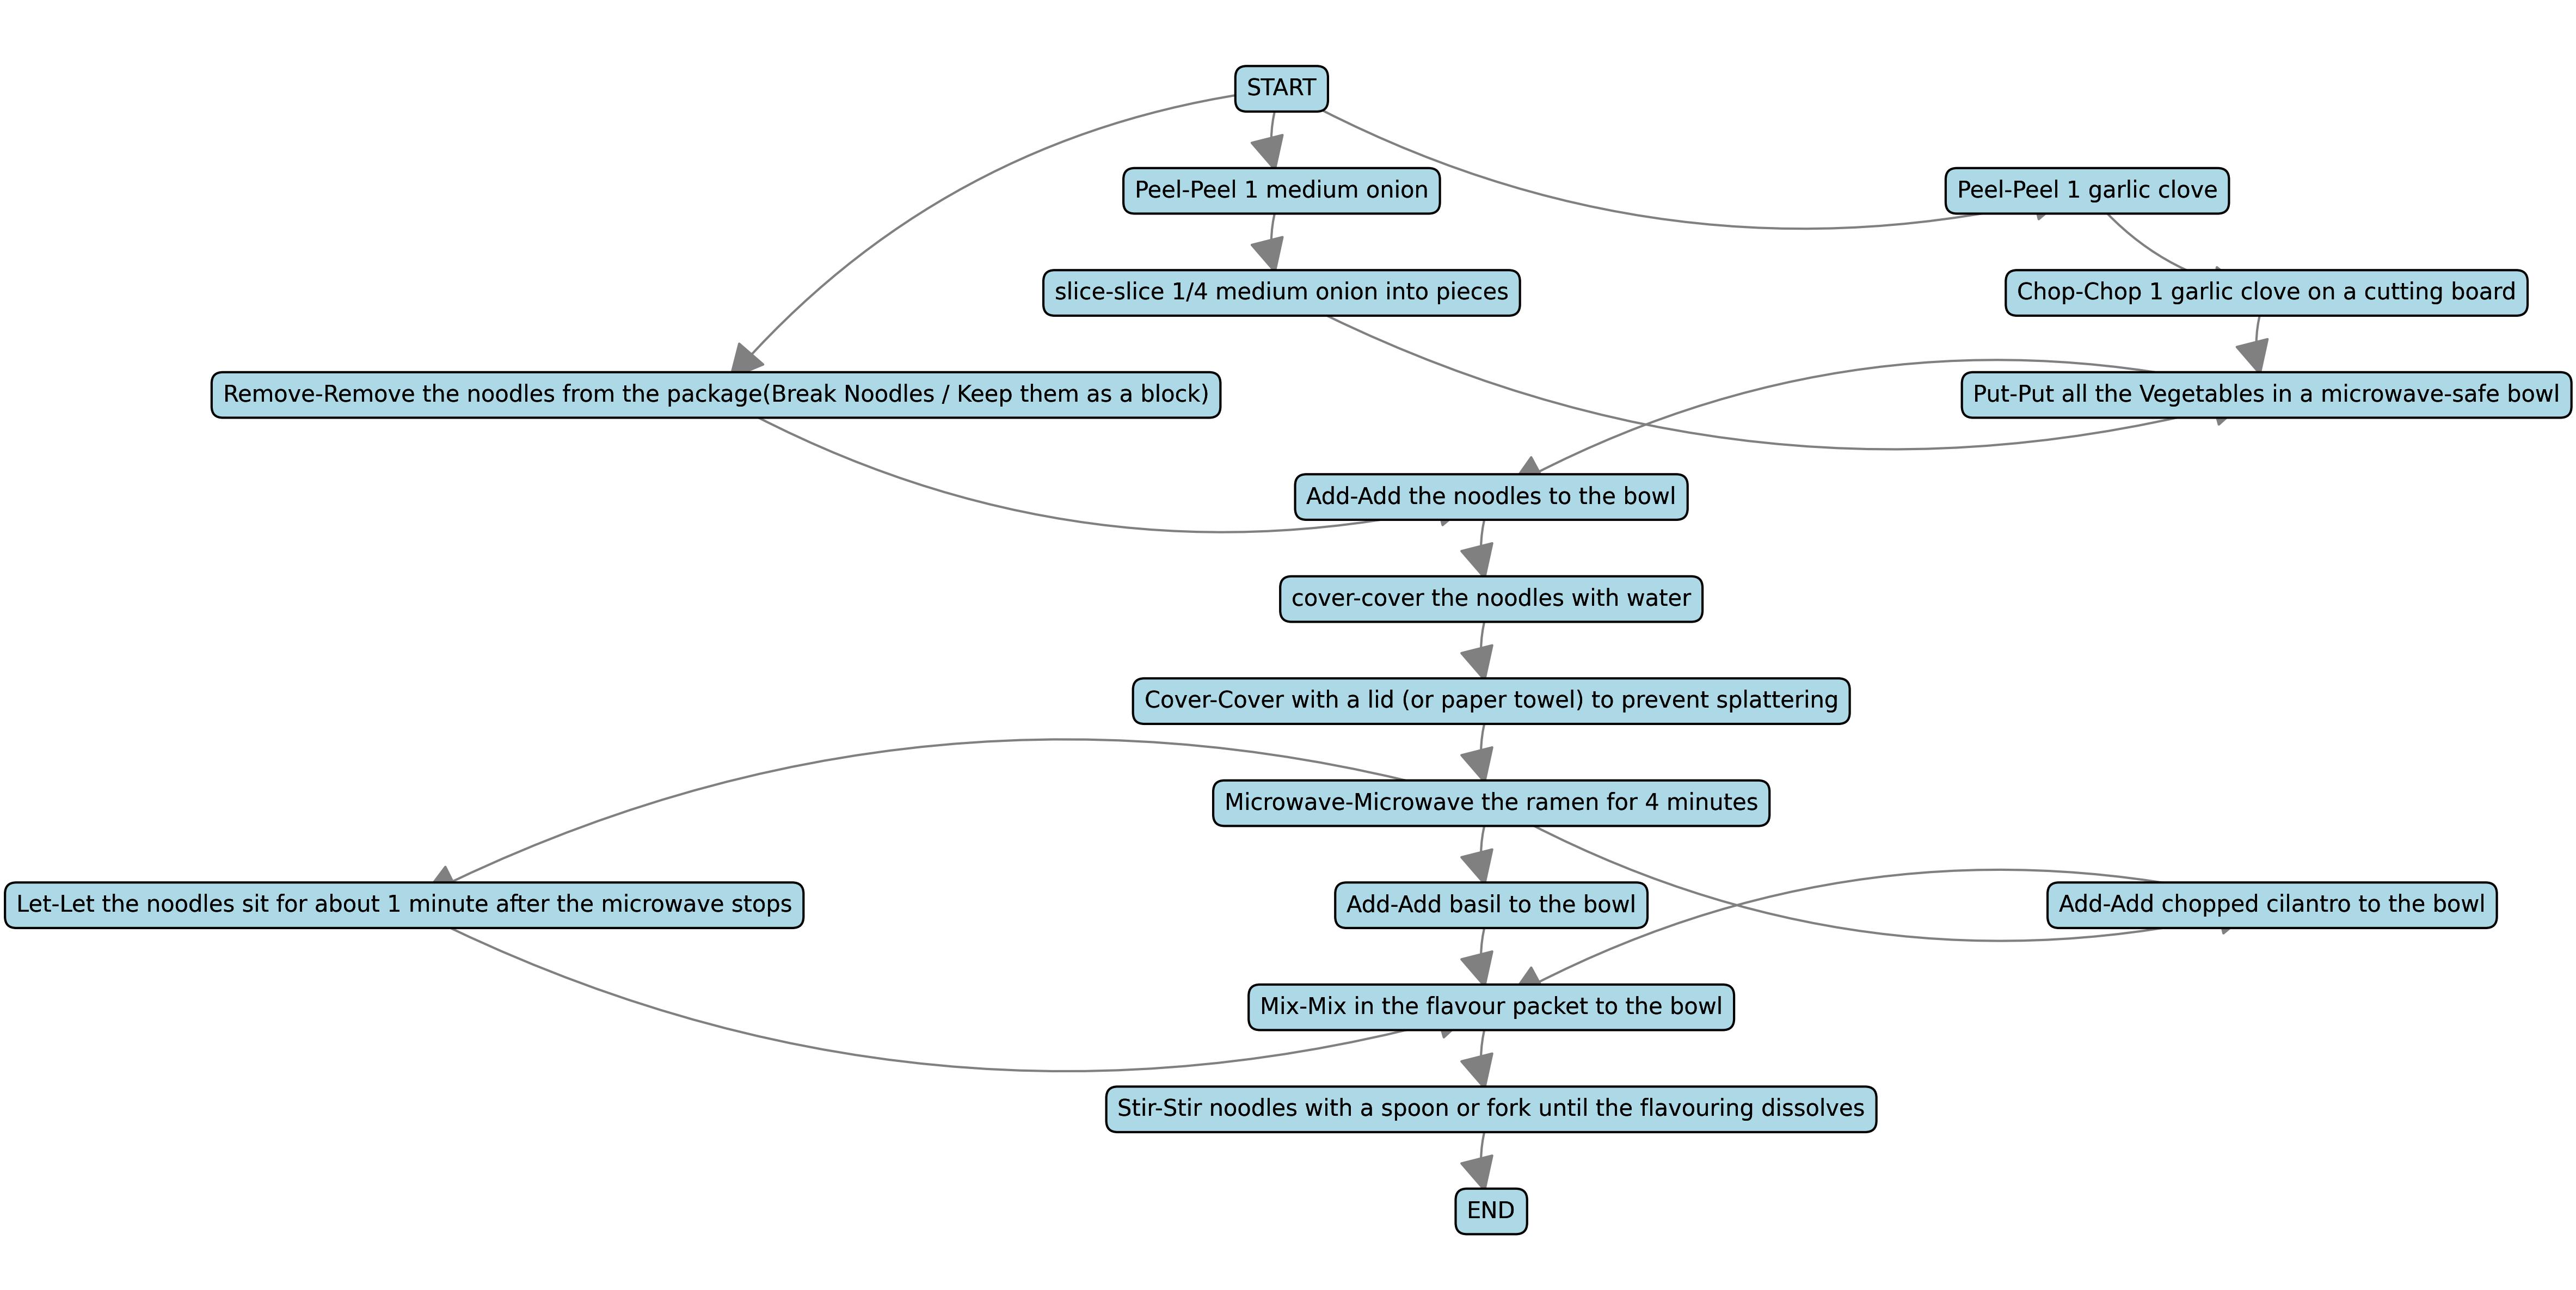 START
Peel-Peel 1 medium onion
Peel-Peel 1 garlic clove
slice-slice 1/4 medium onion into pieces
Chop-Chop 1 garlic clove on a cutting board
Remove-Remove the noodles from the package(Break Noodles / Keep them as a block)
Put-Put all the Vegetables in a microwave-safe bowl
Add-Add the noodles to the bowl
cover-cover the noodles with water
Cover-Cover with a lid (or paper towel) to prevent splattering
Microwave-Microwave the ramen for 4 minutes
Let-Let the noodles sit for about 1 minute after the microwave stops
Add-Add basil to the bowl
Add-Add chopped cilantro to the bowl
Mix-Mix in the flavour packet to the bowl
Stir-Stir noodles with a spoon or fork until the flavouring dissolves
END